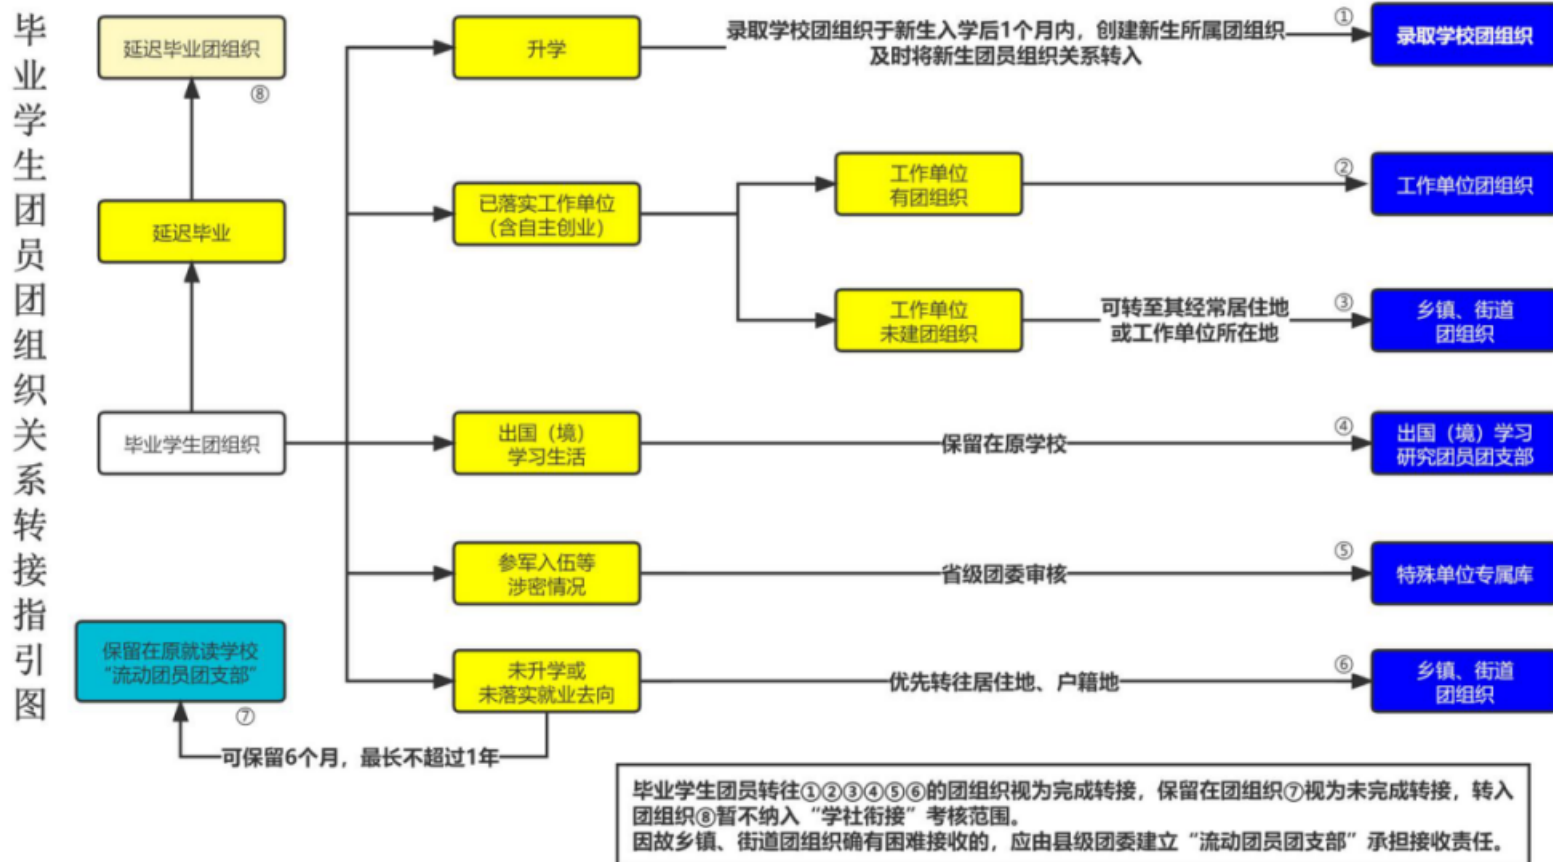 毕业学生团员团组织关系转接指引图
延迟毕业团组织
⑧
延迟毕业
毕业学生团组织
升学
录取学校团组织于新生入学后1个月内，创建新生所属团组织
及时将新生团员组织关系转入
①
录取学校团组织
已落实工作单位
（含自主创业）
工作单位
有团组织
②
工作单位团组织
工作单位
未建团组织
可转至其经常居住地
或工作单位所在地
③
乡镇、街道
团组织
出国（境）
学习生活
保留在原学校
④
出国（境）学习
研究团员团支部
参军入伍等
涉密情况
省级团委审核
⑤
特殊单位专属库
未升学或
未落实就业去向
优先转往居住地、户籍地
⑥
乡镇、街道
团组织
保留在原就读学校
“流动团员团支部”
⑦
可保留6个月，最长不超过1年
毕业学生团员转往①②③④⑤⑥的团组织视为完成转接，保留在团组织⑦视为未完成转接，转入
团组织⑧暂不纳入“学社衔接”考核范围。
因故乡镇、街道团组织确有困难接收的，应由县级团委建立“流动团员团支部”承担接收责任。